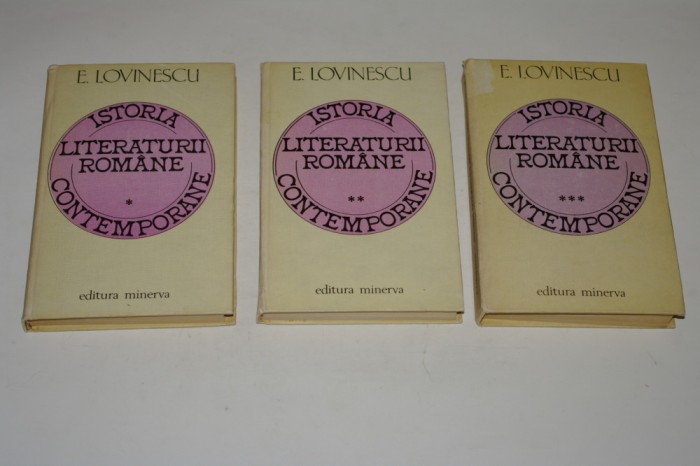 E. LOVINESCU
ISTORIA
LITERATURII
ROMÂNE
CONTEMPORANE
*
editura minerva
E. LOVINESCU
ISTORIA
LITERATURII
ROMÂNE
CONTEMPORANE
**
editura minerva
E. LOVINESCU
ISTORIA
LITERATURII
ROMÂNE
CONTEMPORANE
***
editura minerva